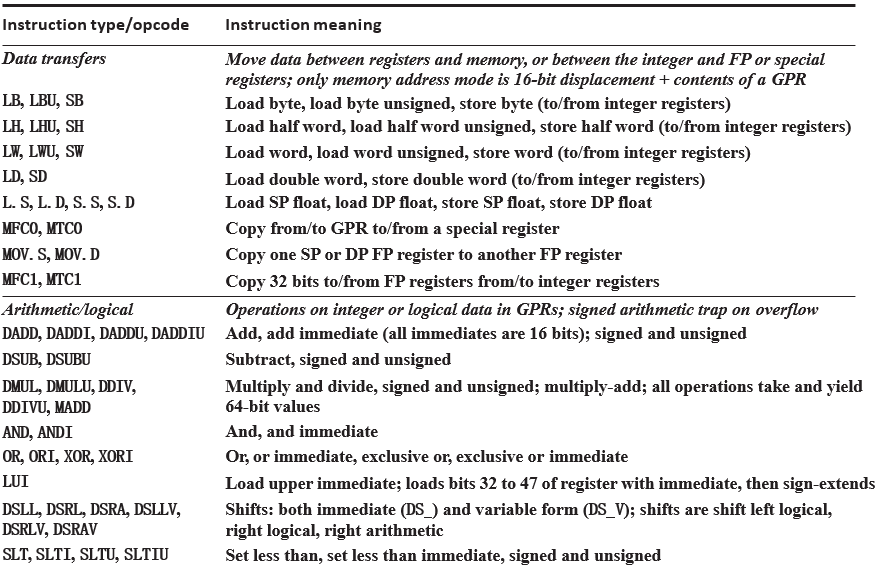 Instruction type/opcode Instruction meaning
Data transfers Move data between registers and memory, or between the integer and FP or special
registers; only memory address mode is 16-bit displacement + contents of a GPR
LB, LBU, SB Load byte, load byte unsigned, store byte (to/from integer registers)
LH, LHU, SH Load half word, load half word unsigned, store half word (to/from integer registers)
LW, LWU, SW Load word, load word unsigned, store word (to/from integer registers)
LD, SD Load double word, store double word (to/from integer registers)
L.S, L.D, S.S, S.D Load SP float, load DP float, store SP float, store DP float
MFC0, MTC0 Copy from/to GPR to/from a special register
MOV.S, MOV.D Copy one SP or DP FP register to another FP register
MFC1, MTC1 Copy 32 bits to/from FP registers from/to integer registers
Arithmetic/logical Operations on integer or logical data in GPRs; signed arithmetic trap on overflow
DADD, DADDI, DADDU, DADDIU Add, add immediate (all immediates are 16 bits); signed and unsigned
DSUB, DSUBU Subtract, signed and unsigned
DMUL, DMULU, DDIV, Multiply and divide, signed and unsigned; multiply-add; all operations take and yield
DDIVU, MADD 64-bit values
AND, ANDI And, and immediate
OR, ORI, XOR, XORI Or, or immediate, exclusive or, exclusive or immediate
LUI Load upper immediate; loads bits 32 to 47 of register with immediate, then sign-extends
DSLL, DSRL, DSRA, DSLLV, Shifts: both immediate (DS_) and variable form (DS_V); shifts are shift left logical,
DSRLV, DSRAV right logical, right arithmetic
SLT, SLTI, SLTU, SLTIU Set less than, set less than immediate, signed and unsigned